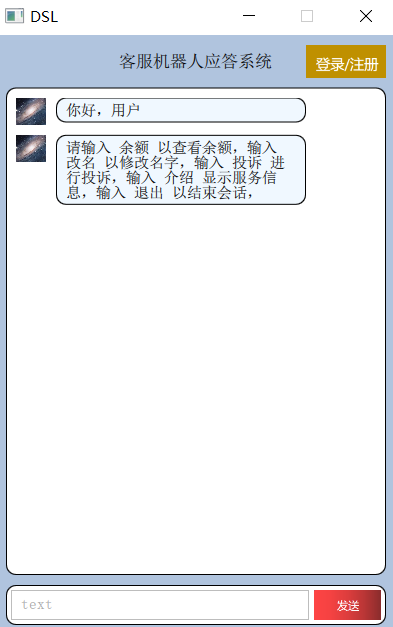 DSL
客服机器人应答系统
登录/注册
你好，用户
请输入 余额 以查看余额，输入
改名 以修改名字，输入 投诉 进
行投诉，输入 介绍 显示服务信
息，输入 退出 以结束会话，
text
发送